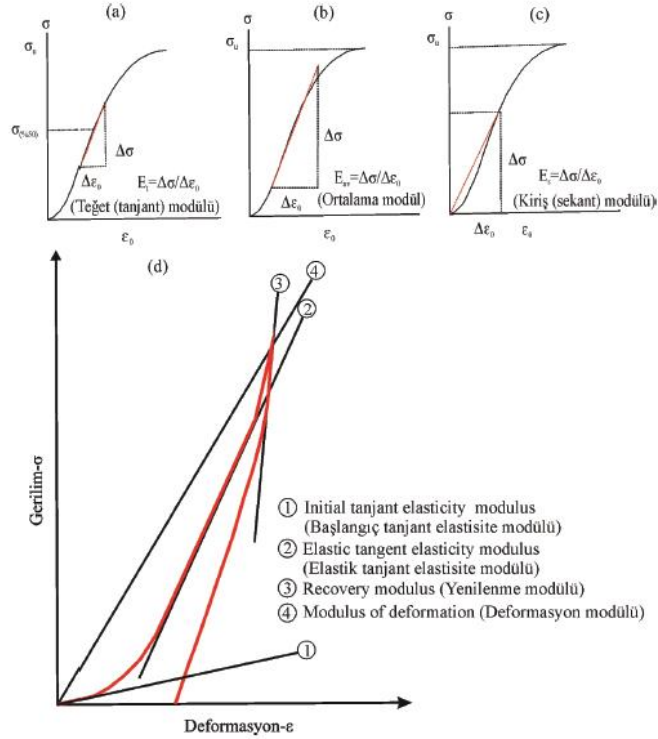 (a)
σ
σᵤ
σ(%50)
Δσ
Δε₀
Eₜ=Δσ/Δε₀
(Teğet (tanjant) modülü)
ε₀
(b)
σ
σᵤ
Δσ
Δε₀
Eₐᵥ=Δσ/Δε₀
(Ortalama modül)
ε₀
(c)
σ
σᵤ
Δσ
Eₛ=Δσ/Δε₀
(Kiriş (sekant) modülü)
Δε₀
ε₀
(d)
4
3
2
1
Gerilim-σ
Deformasyon-ε
1 Initial tanjant elasticity modulus
(Başlangıç tanjant elastisite modülü)
2 Elastic tangent elasticity modulus
(Elastik tanjant elastisite modülü)
3 Recovery modulus (Yenilenme modülü)
4 Modulus of deformation (Deformasyon modülü)